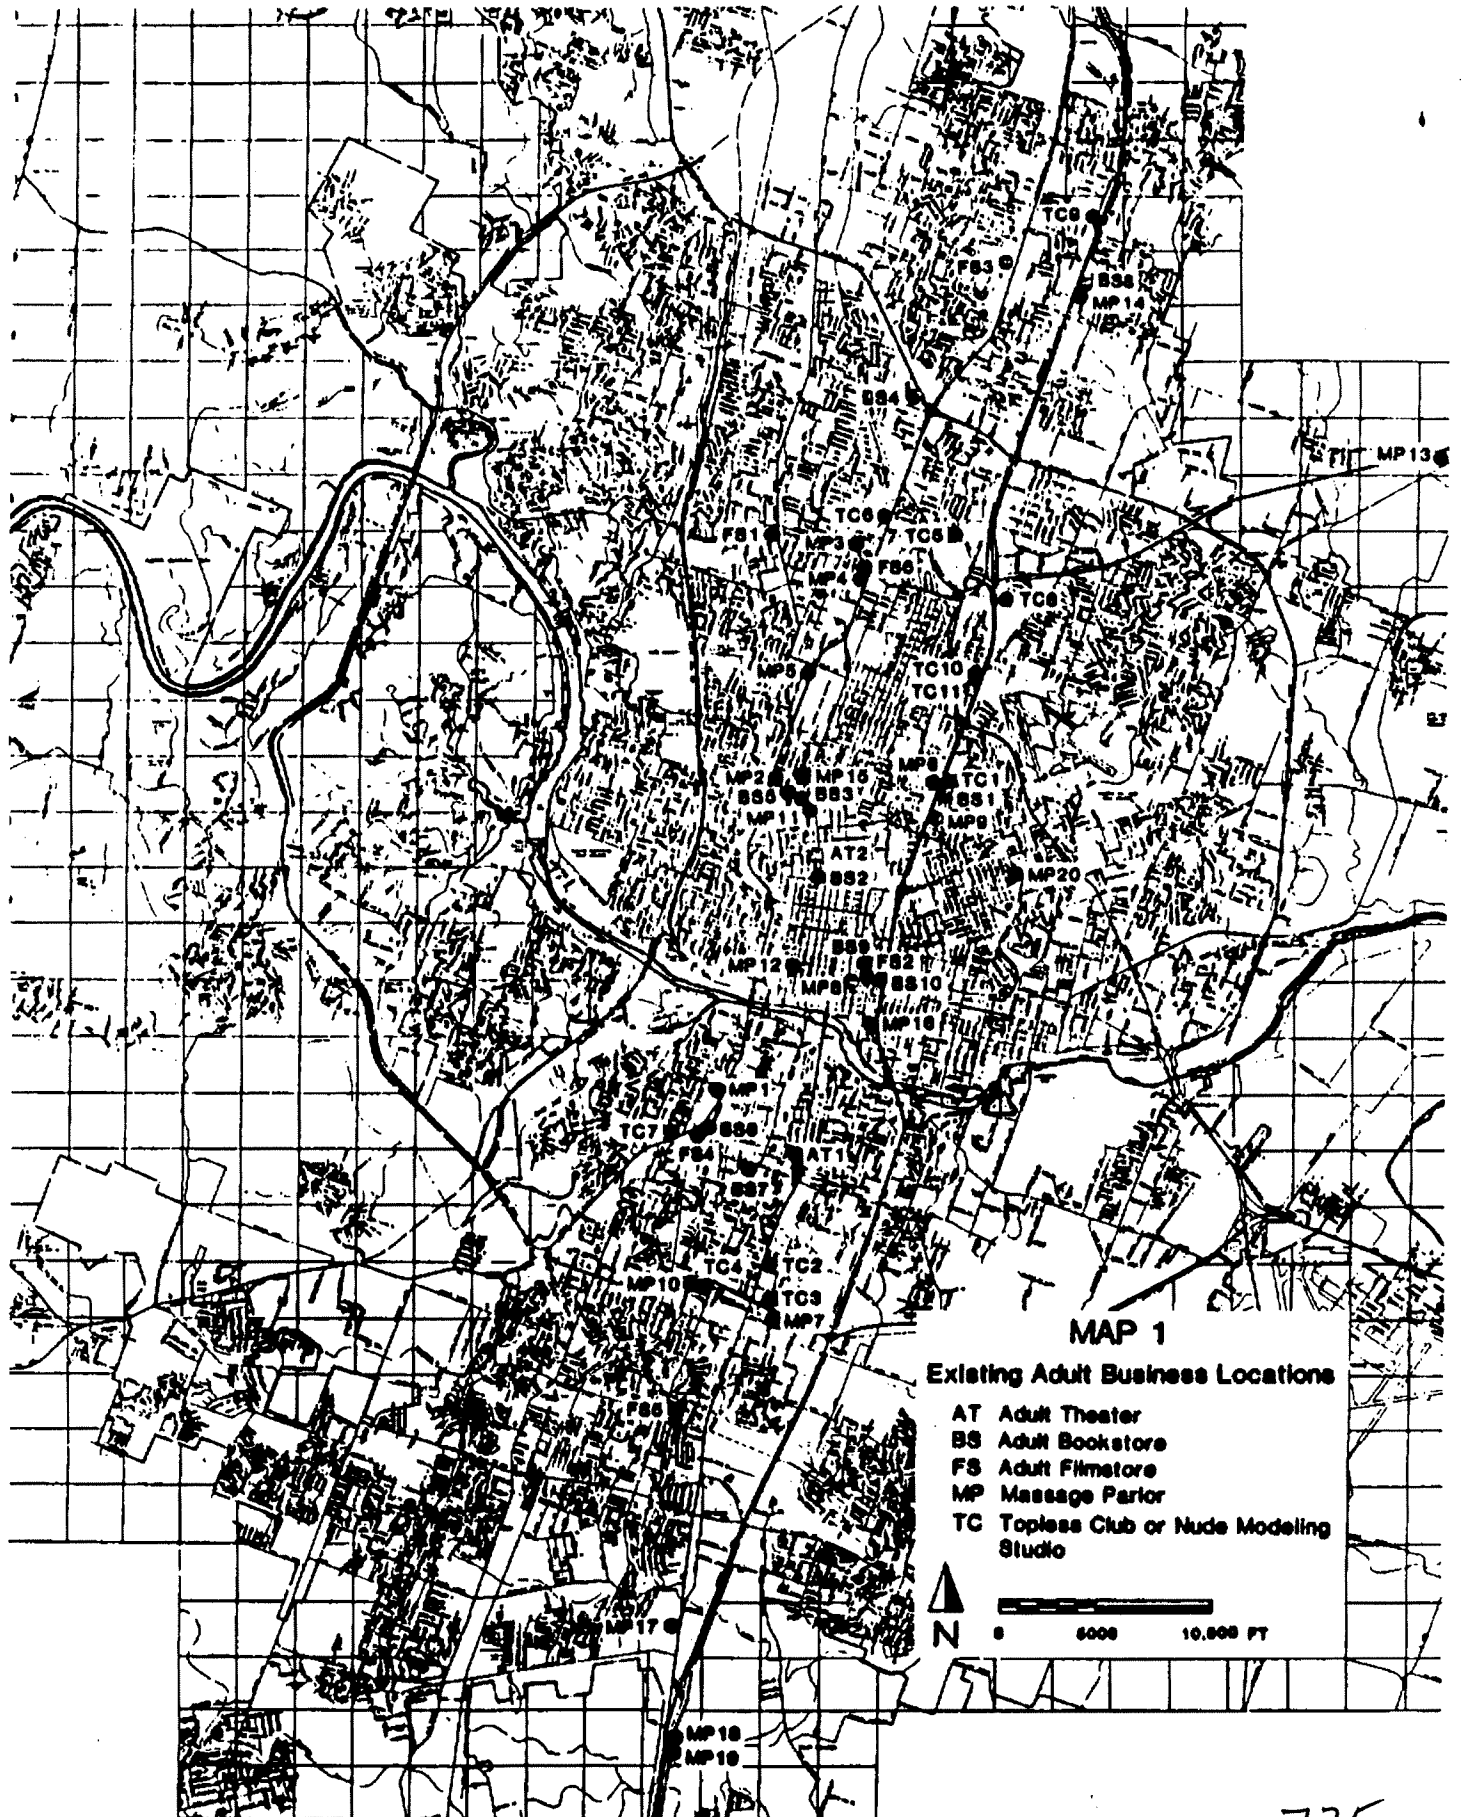 TC9
FS3
BS8
MP14
BS4
MP13
TC6
FS1
MP3
TC5
FS6
MP4
TC8
MP5
TC10
TC11
MP2
MP15
MP6
TC1
BS5
BS3
BS1
MP11
MP9
AT2
BS2
MP20
BS9
MP12
FS2
MP8
BS10
MP16
MP1
TC7
BS6
FS4
AT1
BS7
TC4
TC2
MP10
TC3
MP7
FS5
MP17
MP18
MP19
MAP 1
Existing Adult Business Locations
AT Adult Theater
BS Adult Bookstore
FS Adult Filmstore
MP Massage Parlor
TC Topless Club or Nude Modeling
Studio
N
0 5000 10,000 FT